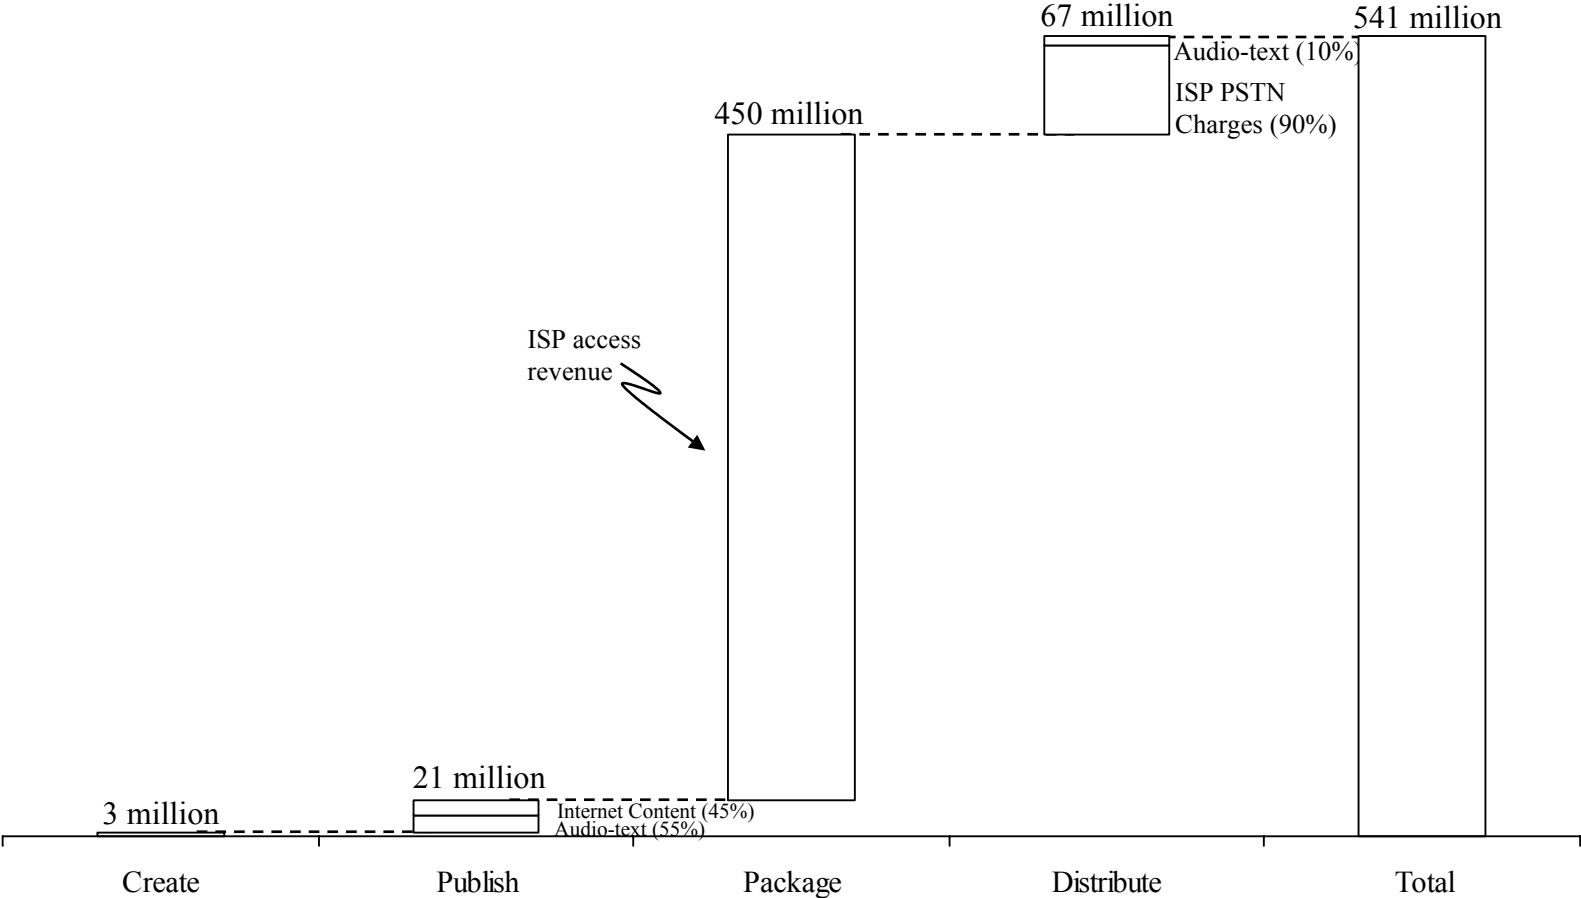 67 million
541 million
Audio-text (10%)
ISP PSTN
Charges (90%)
450 million
ISP access
revenue
21 million
Internet Content (45%)
Audio-text (55%)
3 million
Create
Publish
Package
Distribute
Total